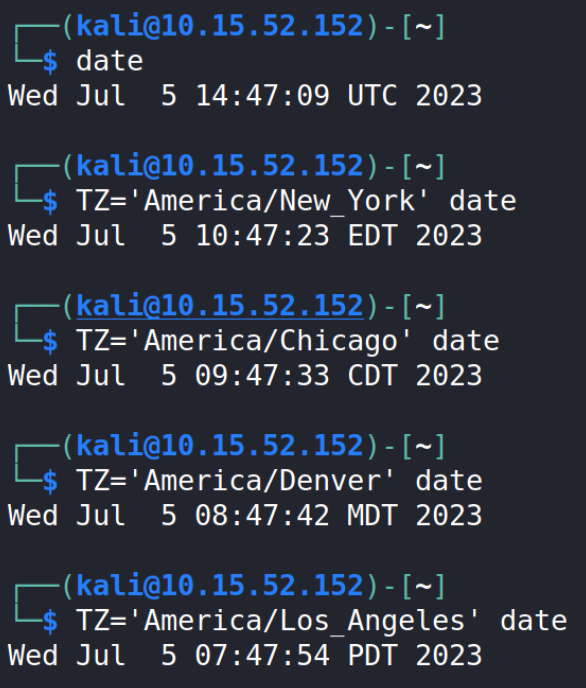 ┌──(kali@10.15.52.152)-[~]
└─$ date
Wed Jul  5 14:47:09 UTC 2023
┌──(kali@10.15.52.152)-[~]
└─$ TZ='America/New_York' date
Wed Jul  5 10:47:23 EDT 2023
┌──(kali@10.15.52.152)-[~]
└─$ TZ='America/Chicago' date
Wed Jul  5 09:47:33 CDT 2023
┌──(kali@10.15.52.152)-[~]
└─$ TZ='America/Denver' date
Wed Jul  5 08:47:42 MDT 2023
┌──(kali@10.15.52.152)-[~]
└─$ TZ='America/Los_Angeles' date
Wed Jul  5 07:47:54 PDT 2023